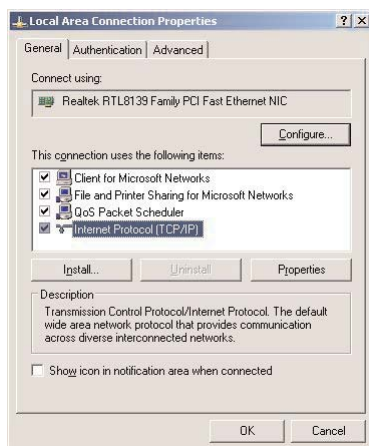 Local Area Connection Properties
General Authentication Advanced
Connect using:
Realtek RTL8139 Family PCI Fast Ethernet NIC
Configure...
This connection uses the following items:
Client for Microsoft Networks
File and Printer Sharing for Microsoft Networks
QoS Packet Scheduler
Internet Protocol (TCP/IP)
Install... Uninstall Properties
Description
Transmission Control Protocol/Internet Protocol. The default
wide area network protocol that provides communication
across diverse interconnected networks.
Show icon in notification area when connected
OK Cancel